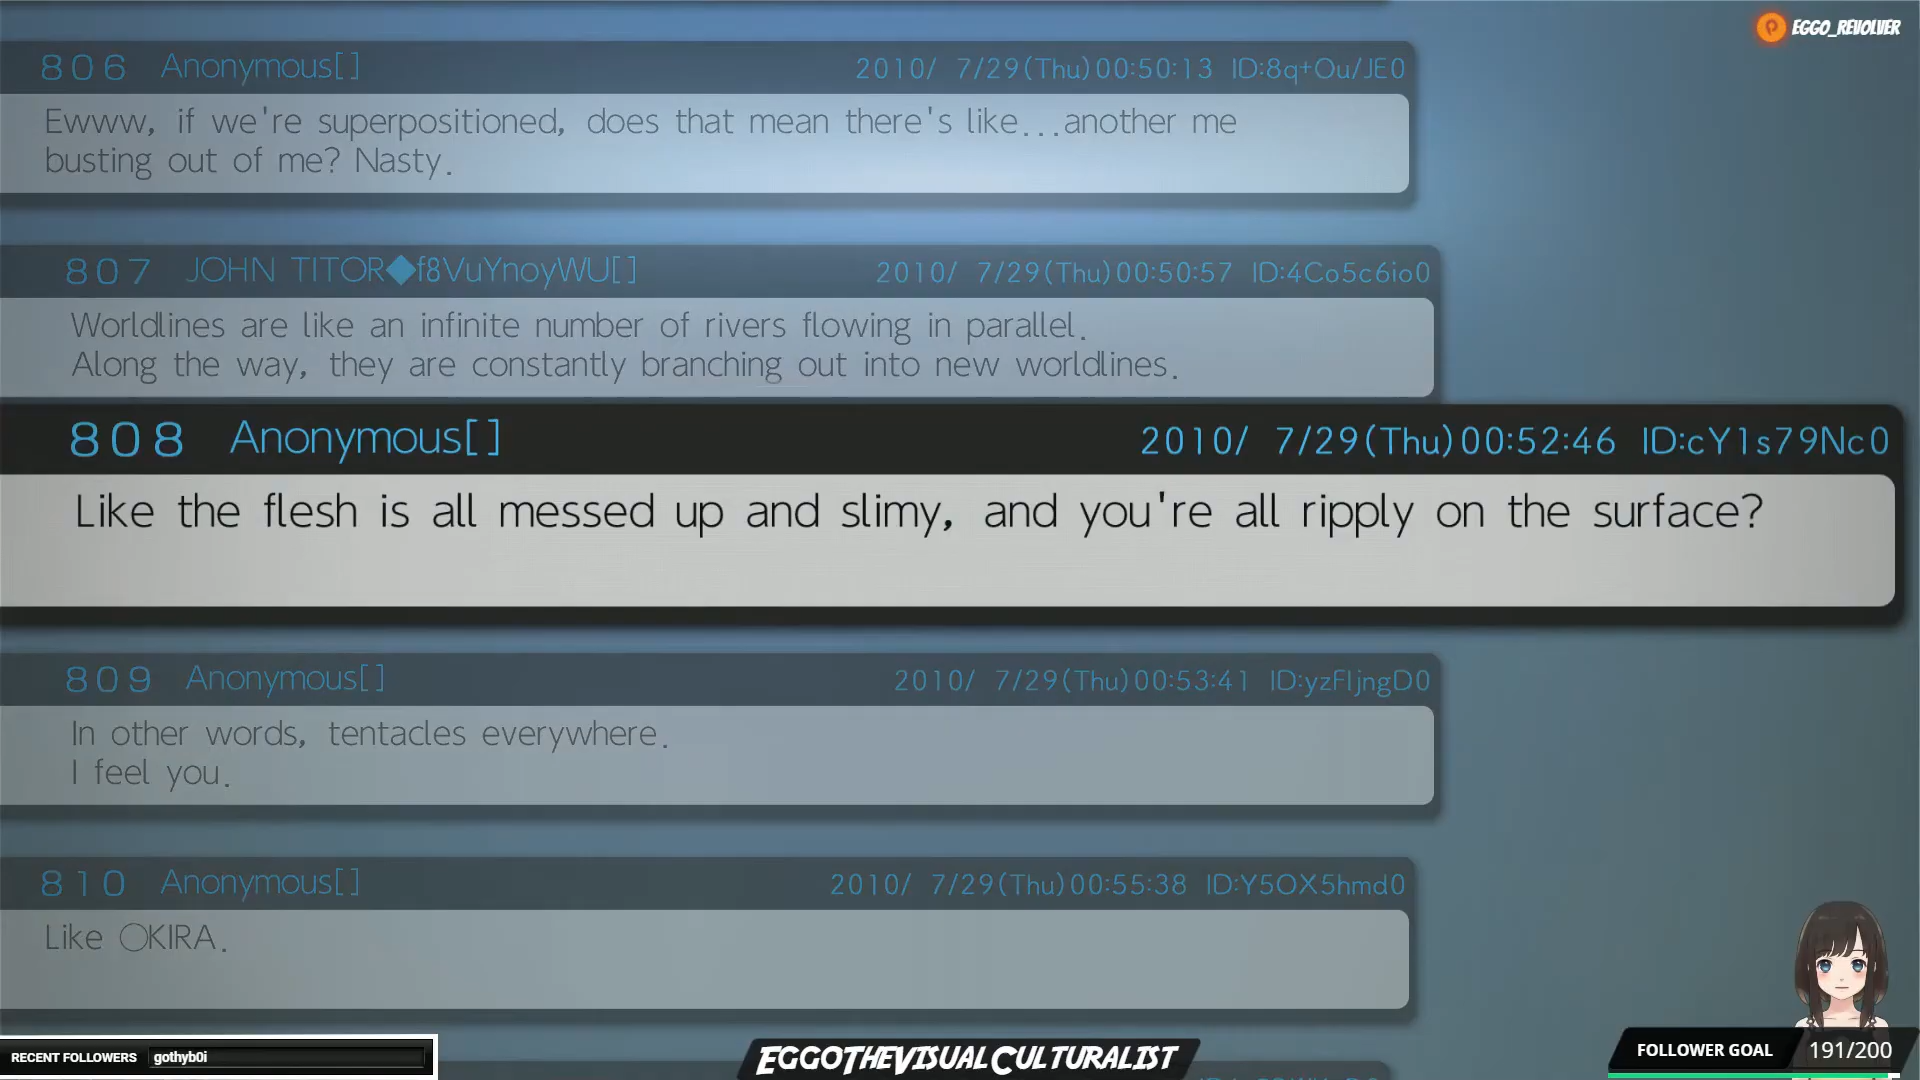 EGGO_REVOLVER
806 Anonymous[] 2010/ 7/29(Thu)00:50:13 ID:8q+Ou/JE0
Ewww, if we're superpositioned, does that mean there's like...another me
busting out of me? Nasty.
807 JOHN TITOR◆f8VuYnoyWU[] 2010/ 7/29(Thu)00:50:57 ID:4Co5c6io0
Worldlines are like an infinite number of rivers flowing in parallel.
Along the way, they are constantly branching out into new worldlines.
808 Anonymous[] 2010/ 7/29(Thu)00:52:46 ID:cY1s79Nc0
Like the flesh is all messed up and slimy, and you're all ripply on the surface?
809 Anonymous[] 2010/ 7/29(Thu)00:53:41 ID:yzFIjngD0
In other words, tentacles everywhere.
I feel you.
810 Anonymous[] 2010/ 7/29(Thu)00:55:38 ID:Y5OX5hmd0
Like ○KIRA.
RECENT FOLLOWERS gothyb0i
EGGOTHEVISUALCULTURALIST
FOLLOWER GOAL 191/200